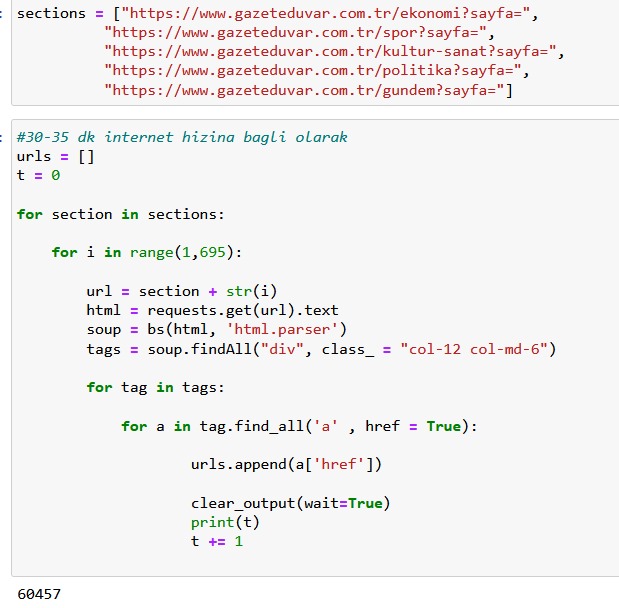 : sections = ["https://www.gazeteduvar.com.tr/ekonomi?sayfa=",
"https://www.gazeteduvar.com.tr/spor?sayfa=",
"https://www.gazeteduvar.com.tr/kultur-sanat?sayfa=",
"https://www.gazeteduvar.com.tr/politika?sayfa=",
"https://www.gazeteduvar.com.tr/gundem?sayfa="]
: #30-35 dk internet hizina bagli olarak
urls = []
t = 0
for section in sections:
for i in range(1,695):
url = section + str(i)
html = requests.get(url).text
soup = bs(html, 'html.parser')
tags = soup.findAll("div", class_ = "col-12 col-md-6")
for tag in tags:
for a in tag.find_all('a' , href = True):
urls.append(a['href'])
clear_output(wait=True)
print(t)
t += 1
60457